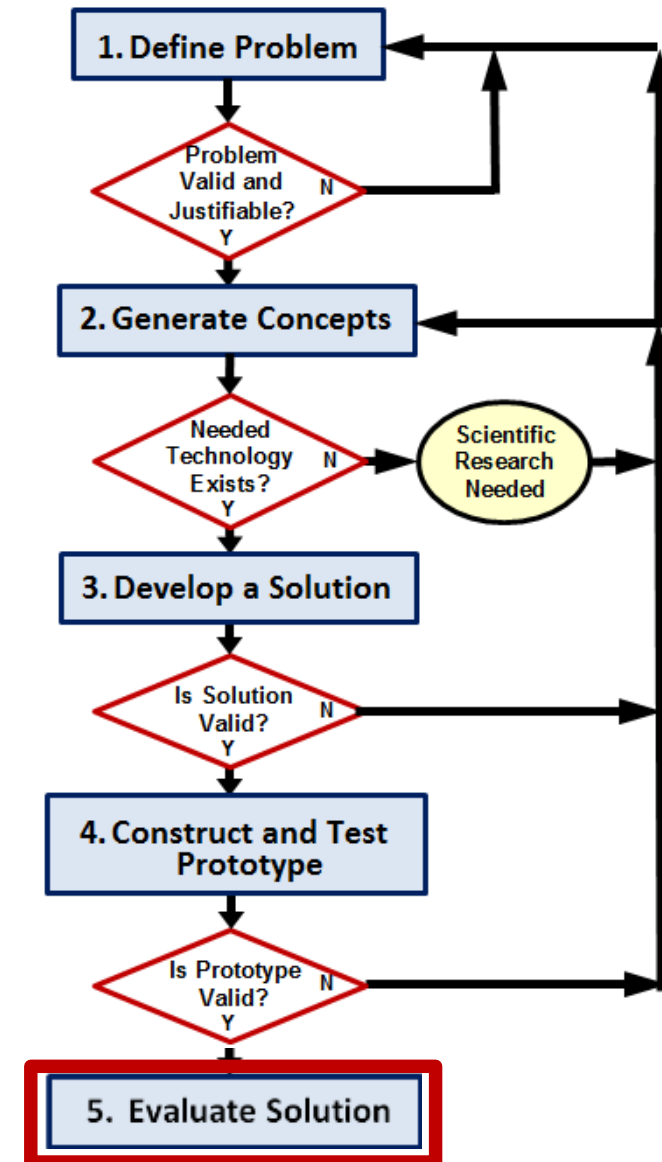 1. Define Problem
Problem
Valid and
Justifiable?
N
Y
2. Generate Concepts
Needed
Technology
Exists?
N
Y
Scientific
Research
Needed
3. Develop a Solution
Is Solution
Valid?
N
Y
4. Construct and Test
Prototype
Is Prototype
Valid?
N
Y
5. Evaluate Solution